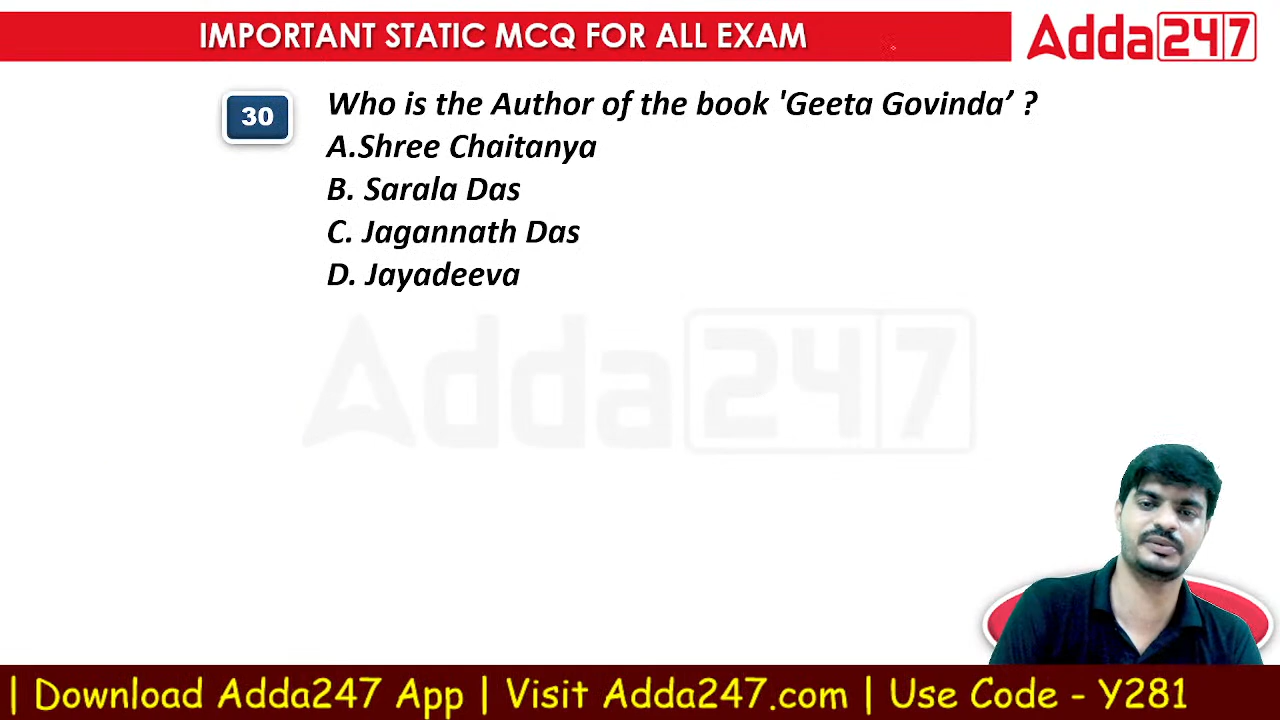 IMPORTANT STATIC MCQ FOR ALL EXAM
Adda247
30
Who is the Author of the book 'Geeta Govinda’ ?
A.Shree Chaitanya
B. Sarala Das
C. Jagannath Das
D. Jayadeeva
Adda247
| Download Adda247 App | Visit Adda247.com | Use Code - Y281